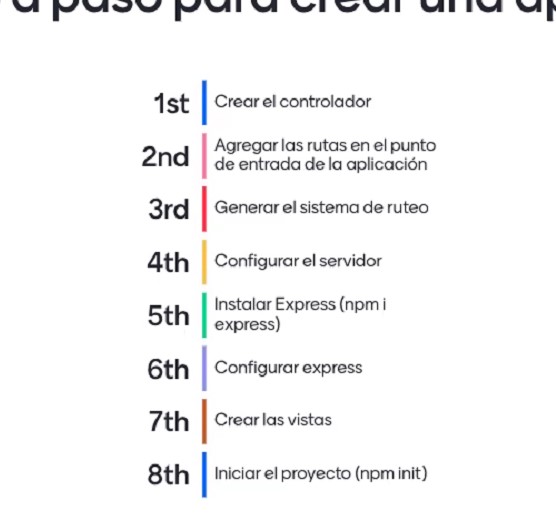 a paso para crear una ap
1st
Crear el controlador
2nd
Agregar las rutas en el punto
de entrada de la aplicación
3rd
Generar el sistema de ruteo
4th
Configurar el servidor
5th
Instalar Express (npm i
express)
6th
Configurar express
7th
Crear las vistas
8th
Iniciar el proyecto (npm init)